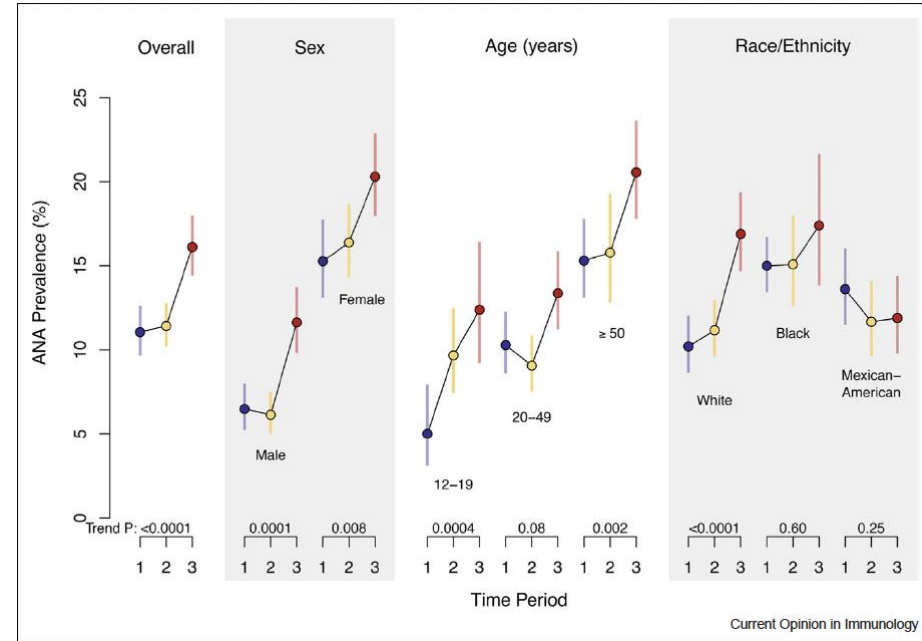 Overall Sex Age (years) Race/Ethnicity
ANA Prevalence (%)
25
20
15
10
5
0
Female
Male
≥ 50
20–49
12–19
Black
Mexican–
American
White
Trend P: <0.0001 0.0001 0.008 0.0004 0.08 0.002 <0.0001 0.60 0.25
1 2 3 1 2 3 1 2 3 1 2 3 1 2 3 1 2 3 1 2 3 1 2 3 1 2 3
Time Period
Current Opinion in Immunology